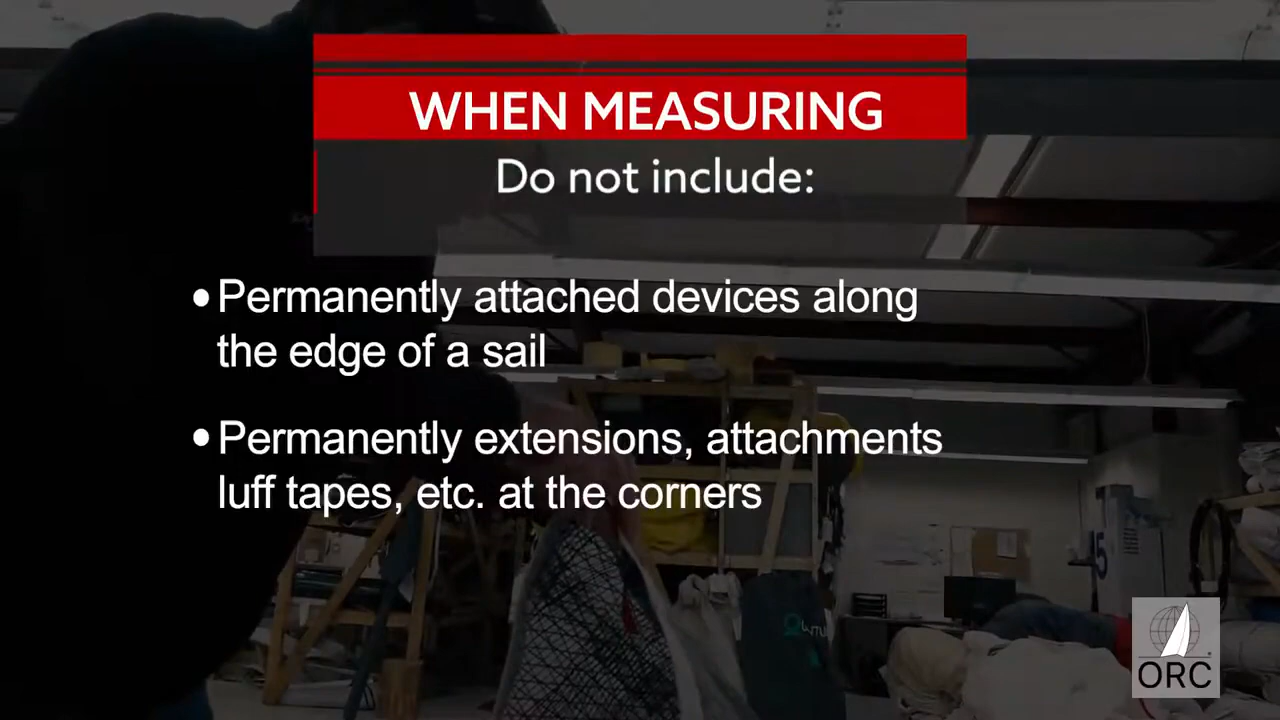 WHEN MEASURING
Do not include:
•Permanently attached devices along
the edge of a sail
•Permanently extensions, attachments
luff tapes, etc. at the corners
ORC